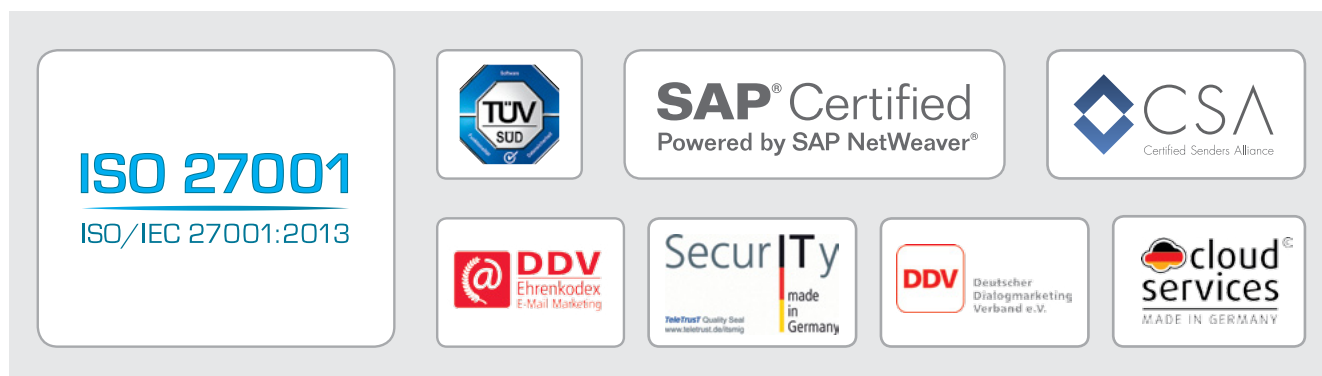 ISO 27001
ISO/IEC 27001:2013
Software
TÜV
SÜD
SAP® Certified
Powered by SAP NetWeaver®
CSA
Certified Senders Alliance
@ DDV
Ehrenkodex
E-Mail Marketing
SecurITy
made
in
Germany
TeleTrusT Quality Seal
www.teletrust.de/itsmig
DDV
Deutscher
Dialogmarketing
Verband e.V.
cloud
services
MADE IN GERMANY